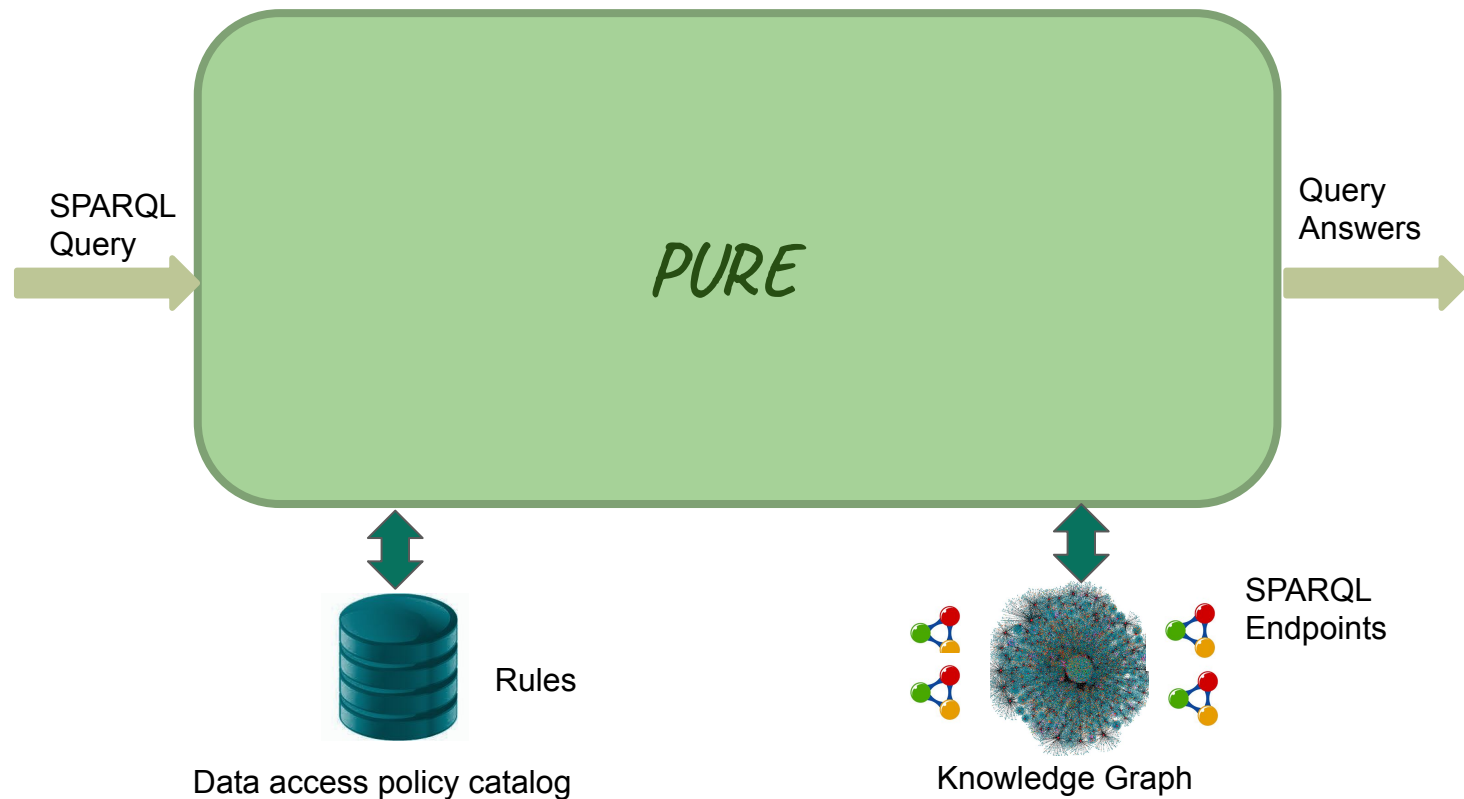 SPARQL
Query
PURE
Query
Answers
Rules
Data access policy catalog
SPARQL
Endpoints
Knowledge Graph